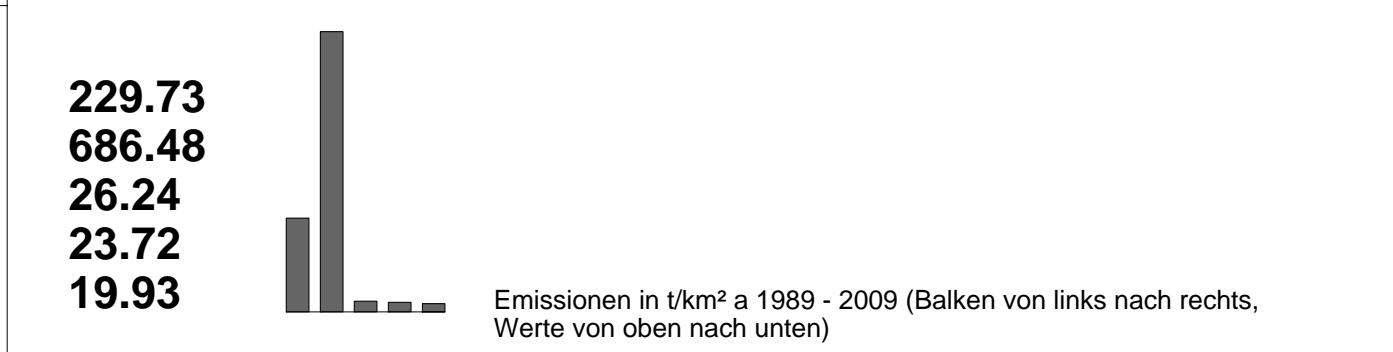 229.73
686.48
26.24
23.72
19.93
Emissionen in t/km² a 1989 - 2009 (Balken von links nach rechts,
Werte von oben nach unten)